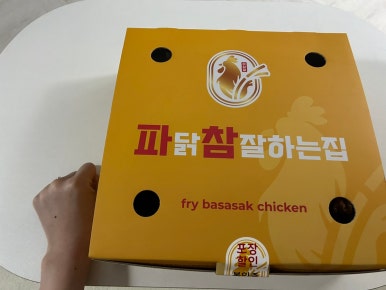 파닭참잘하는집
fry basasak chicken
포장
할인